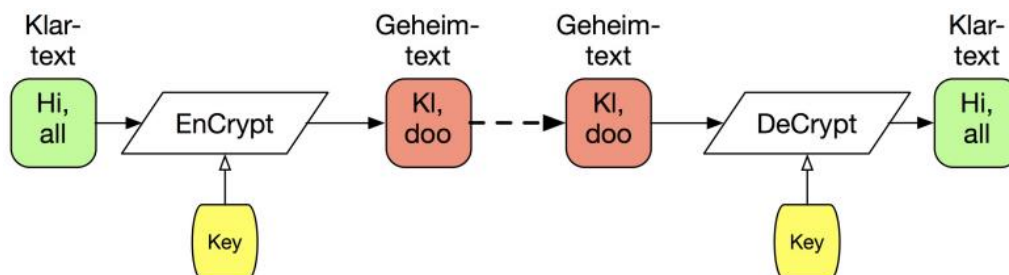 Klar-
text
Geheim-
text
Geheim-
text
Klar-
text
Hi,
all
EnCrypt
Kl,
doo
Kl,
doo
DeCrypt
Hi,
all
Key
Key